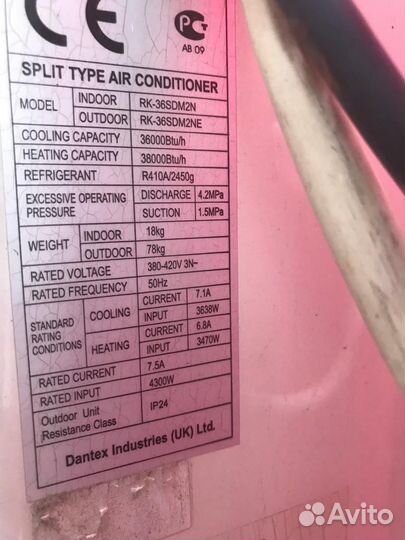 CE
PC
АВ 09
SPLIT TYPE AIR CONDITIONER
MODEL INDOOR RK-36SDM2N
OUTDOOR RK-36SDM2NE
COOLING CAPACITY 36000Btu/h
HEATING CAPACITY 38000Btu/h
REFRIGERANT R410A/2450g
EXCESSIVE OPERATING PRESSURE DISCHARGE 4.2MPa
SUCTION 1.5MPa
WEIGHT INDOOR 18kg
OUTDOOR 78kg
RATED VOLTAGE 380-420V 3N~
RATED FREQUENCY 50Hz
STANDARD RATING CONDITIONS COOLING CURRENT 7.1A
INPUT 3638W
HEATING CURRENT 6.8A
INPUT 3470W
RATED CURRENT 7.5A
RATED INPUT 4300W
Outdoor Unit Resistance Class IP24
Dantex Industries (UK) Ltd.
Avito